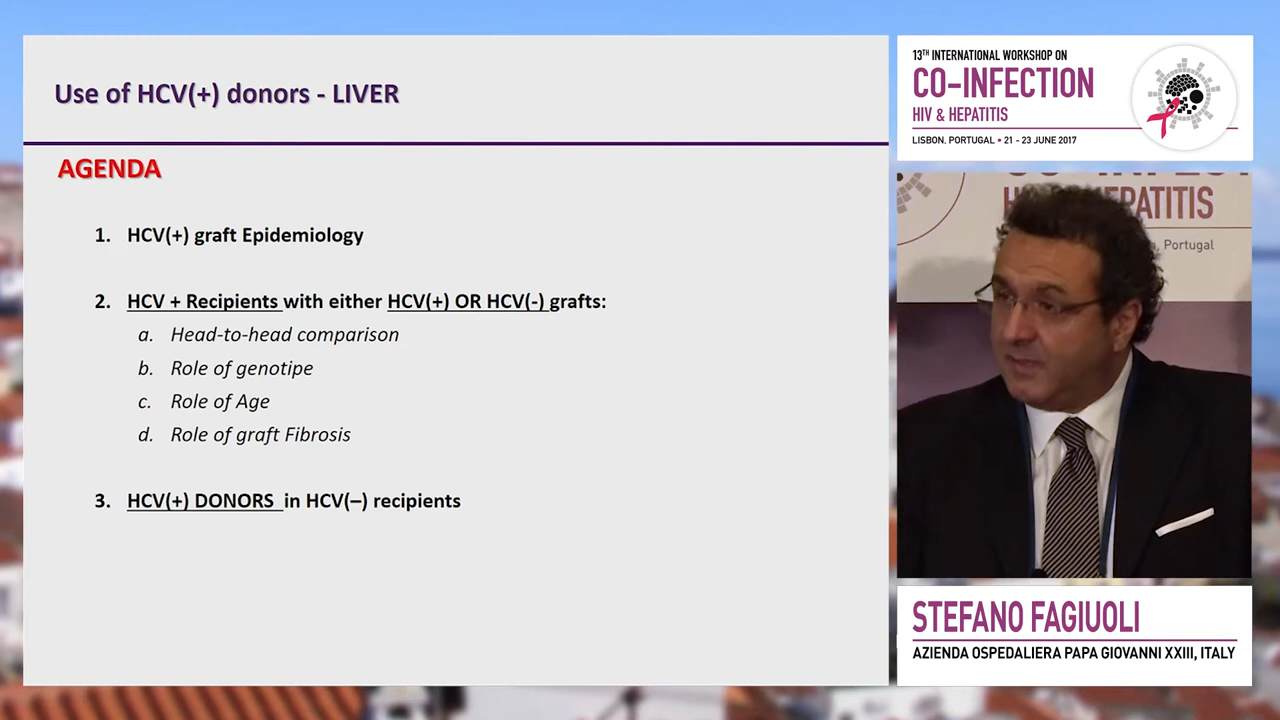 Use of HCV(+) donors - LIVER
AGENDA
1. HCV(+) graft Epidemiology
2. HCV + Recipients with either HCV(+) OR HCV(-) grafts:
a. Head-to-head comparison
b. Role of genotipe
c. Role of Age
d. Role of graft Fibrosis
3. HCV(+) DONORS in HCV(–) recipients
13TH INTERNATIONAL WORKSHOP ON
CO-INFECTION
HIV & HEPATITIS
LISBON, PORTUGAL • 21 - 23 JUNE 2017
Portugal
STEFANO FAGIUOLI
AZIENDA OSPEDALIERA PAPA GIOVANNI XXIII, ITALY